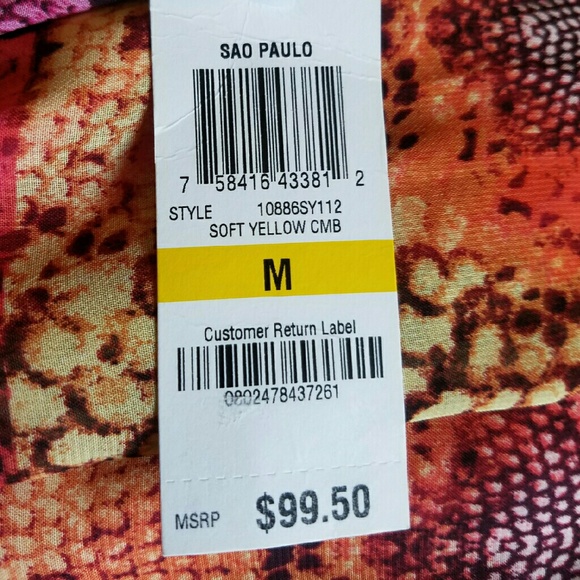 SAO PAULO
7 58416 43381 2
STYLE 10886SY112
SOFT YELLOW CMB
M
Customer Return Label
0802478437261
MSRP $99.50